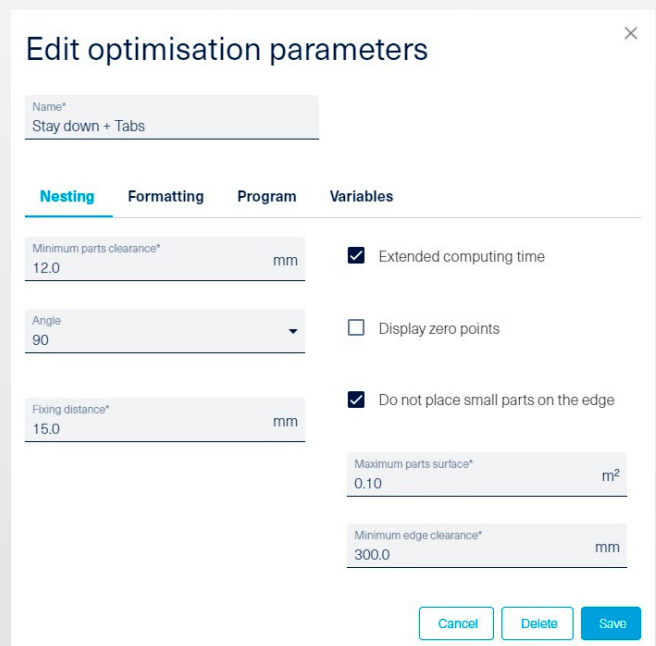 Edit optimisation parameters
Name*
Stay down + Tabs
Nesting Formatting Program Variables
Minimum parts clearance*
12.0 mm
Extended computing time
Angle
90
Display zero points
Do not place small parts on the edge
Fixing distance*
15.0 mm
Maximum parts surface*
0.10 m²
Minimum edge clearance*
300.0 mm
Cancel Delete Save